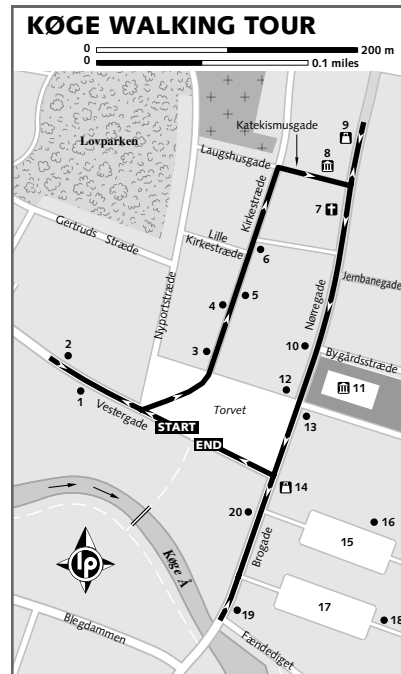 KØGE WALKING TOUR
0 200 m
0 0.1 miles
Lovparken
Katekismusgade
9
8
Laugshusgade
7
Kirkestræde
Gertruds Stræde
Lille
Kirkestræde
6
Nyportstræde
Nørregade
Jernbanegade
5
4
3
10
Bygårdsstræde
2
1
11
12
Vestergade
Torvet
13
START
END
14
20
16
15
Brogade
Køge Å
lp
17
19
18
Blegdammen
Fændediget